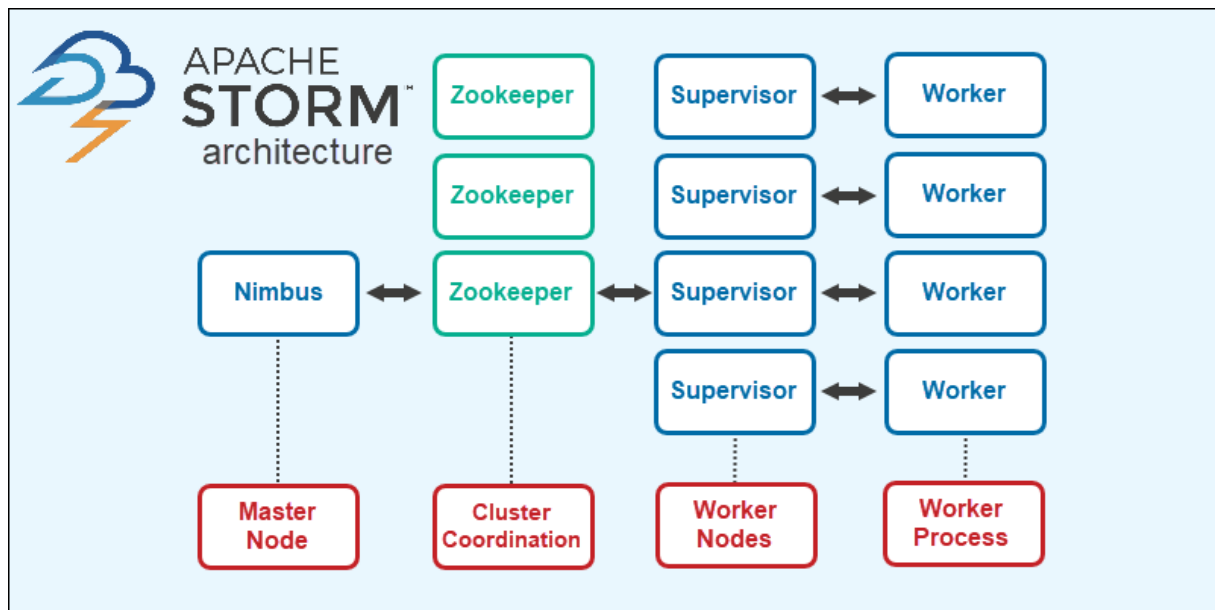 APACHE
STORM™
architecture
Zookeeper
Supervisor
Worker
Zookeeper
Supervisor
Worker
Nimbus
Zookeeper
Supervisor
Worker
Supervisor
Worker
Master
Node
Cluster
Coordination
Worker
Nodes
Worker
Process